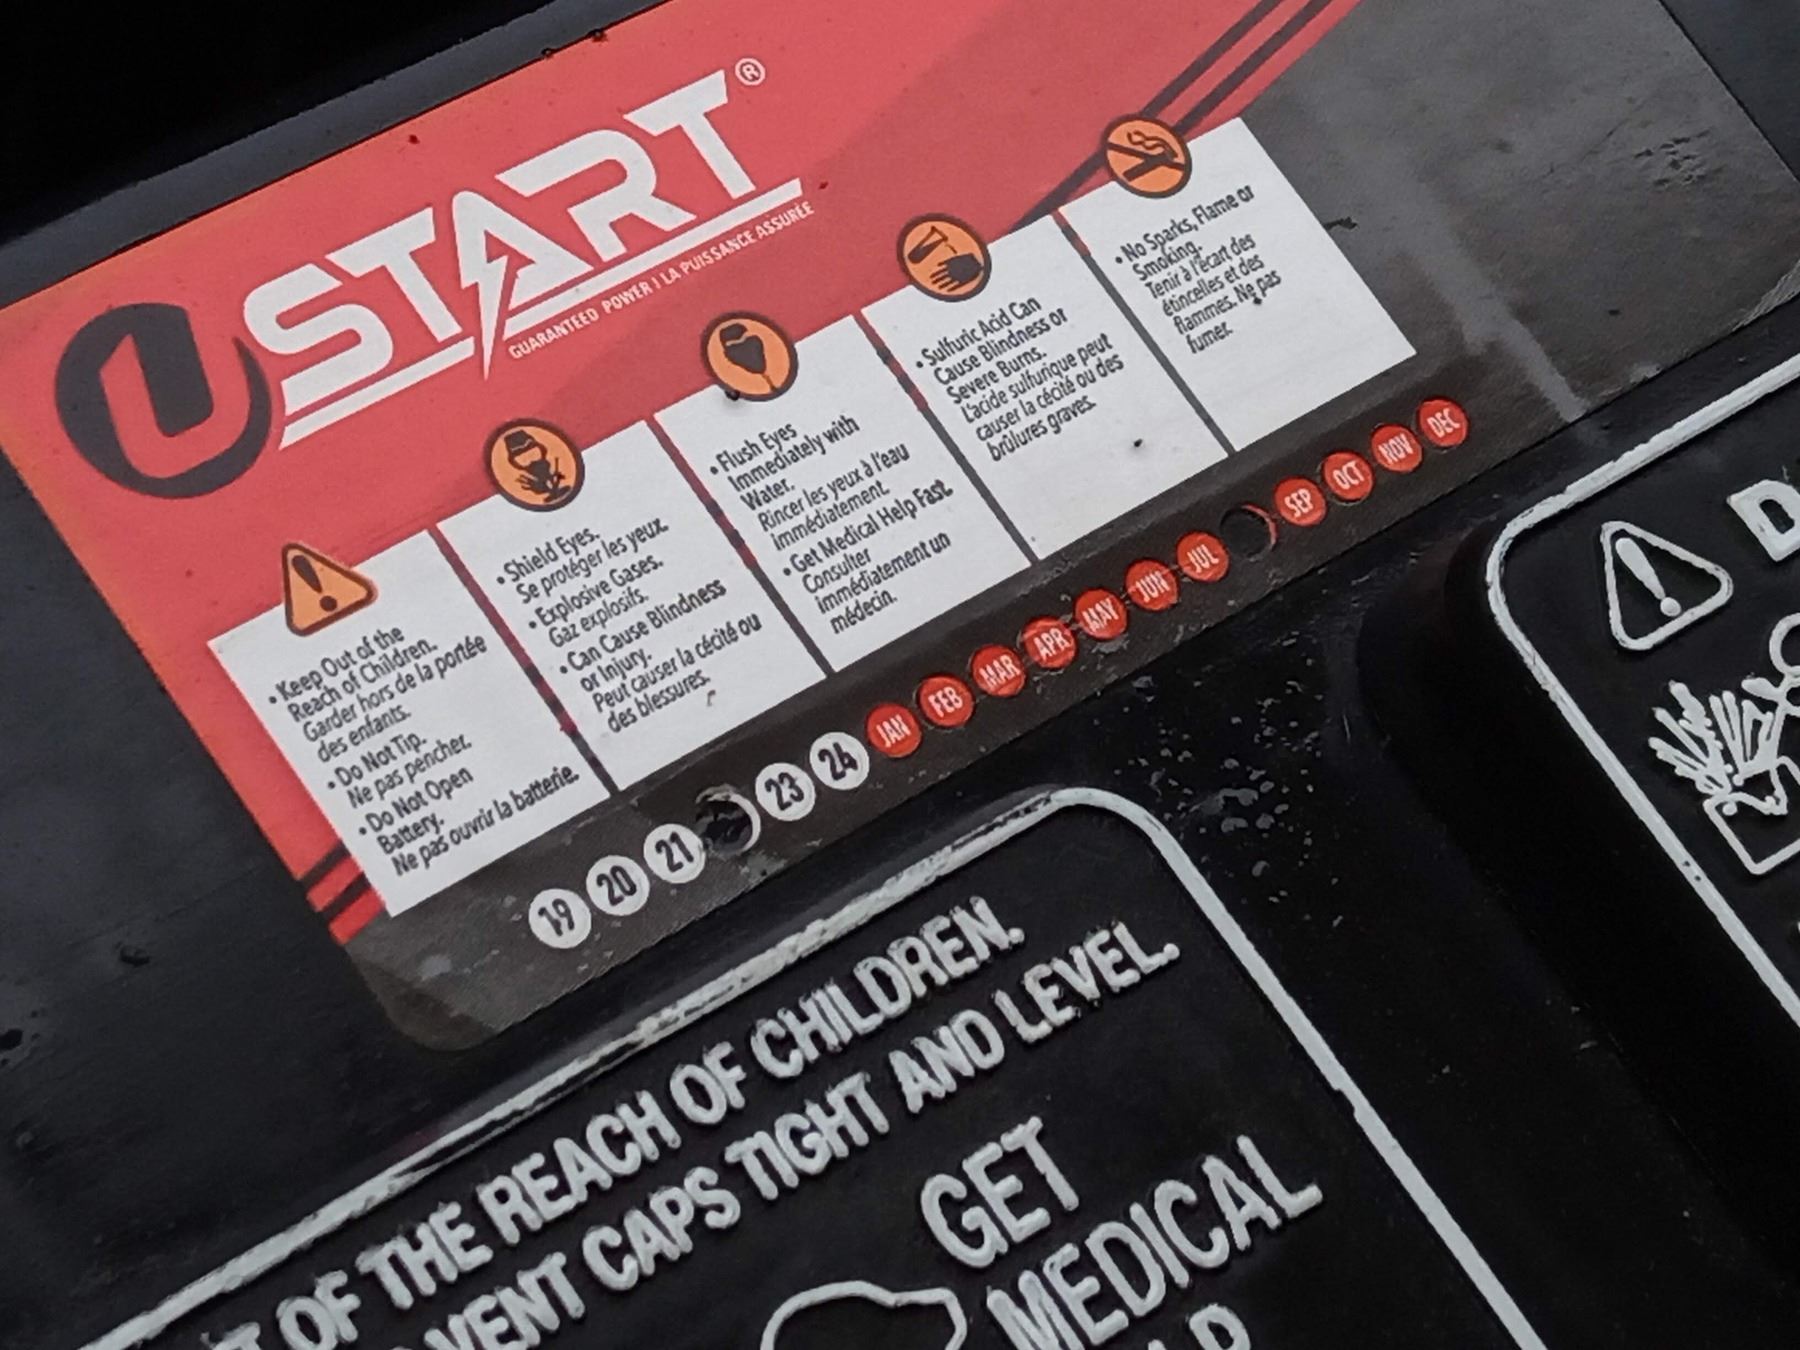 U START®
GUARANTEED POWER | LA PUISSANCE ASSURÉE
• Keep Out of the
Reach of Children.
Garder hors de la portée
des enfants.
• Do Not Tip.
Ne pas pencher.
• Do Not Open
Battery.
Ne pas ouvrir la batterie.
• Shield Eyes.
Se protéger les yeux.
• Explosive Gases.
Gaz explosifs.
• Can Cause Blindness
or Injury.
Peut causer la cécité ou
des blessures.
• Flush Eyes
Immediately with
Water.
Rincer les yeux à l'eau
immédiatement.
• Get Medical Help Fast.
Consulter
immédiatement un
médecin.
• Sulfuric Acid Can
Cause Blindness or
Severe Burns.
L'acide sulfurique peut
causer la cécité ou des
brûlures graves.
• No Sparks, Flame or
Smoking.
Tenir à l'écart des
étincelles et des
flammes. Ne pas
fumer.
19 20 21 23 24 JAN FEB MAR APR MAY JUN JUL SEP OCT NOV DEC
OF THE REACH OF CHILDREN.
VENT CAPS TIGHT AND LEVEL.
GET
MEDICAL
D